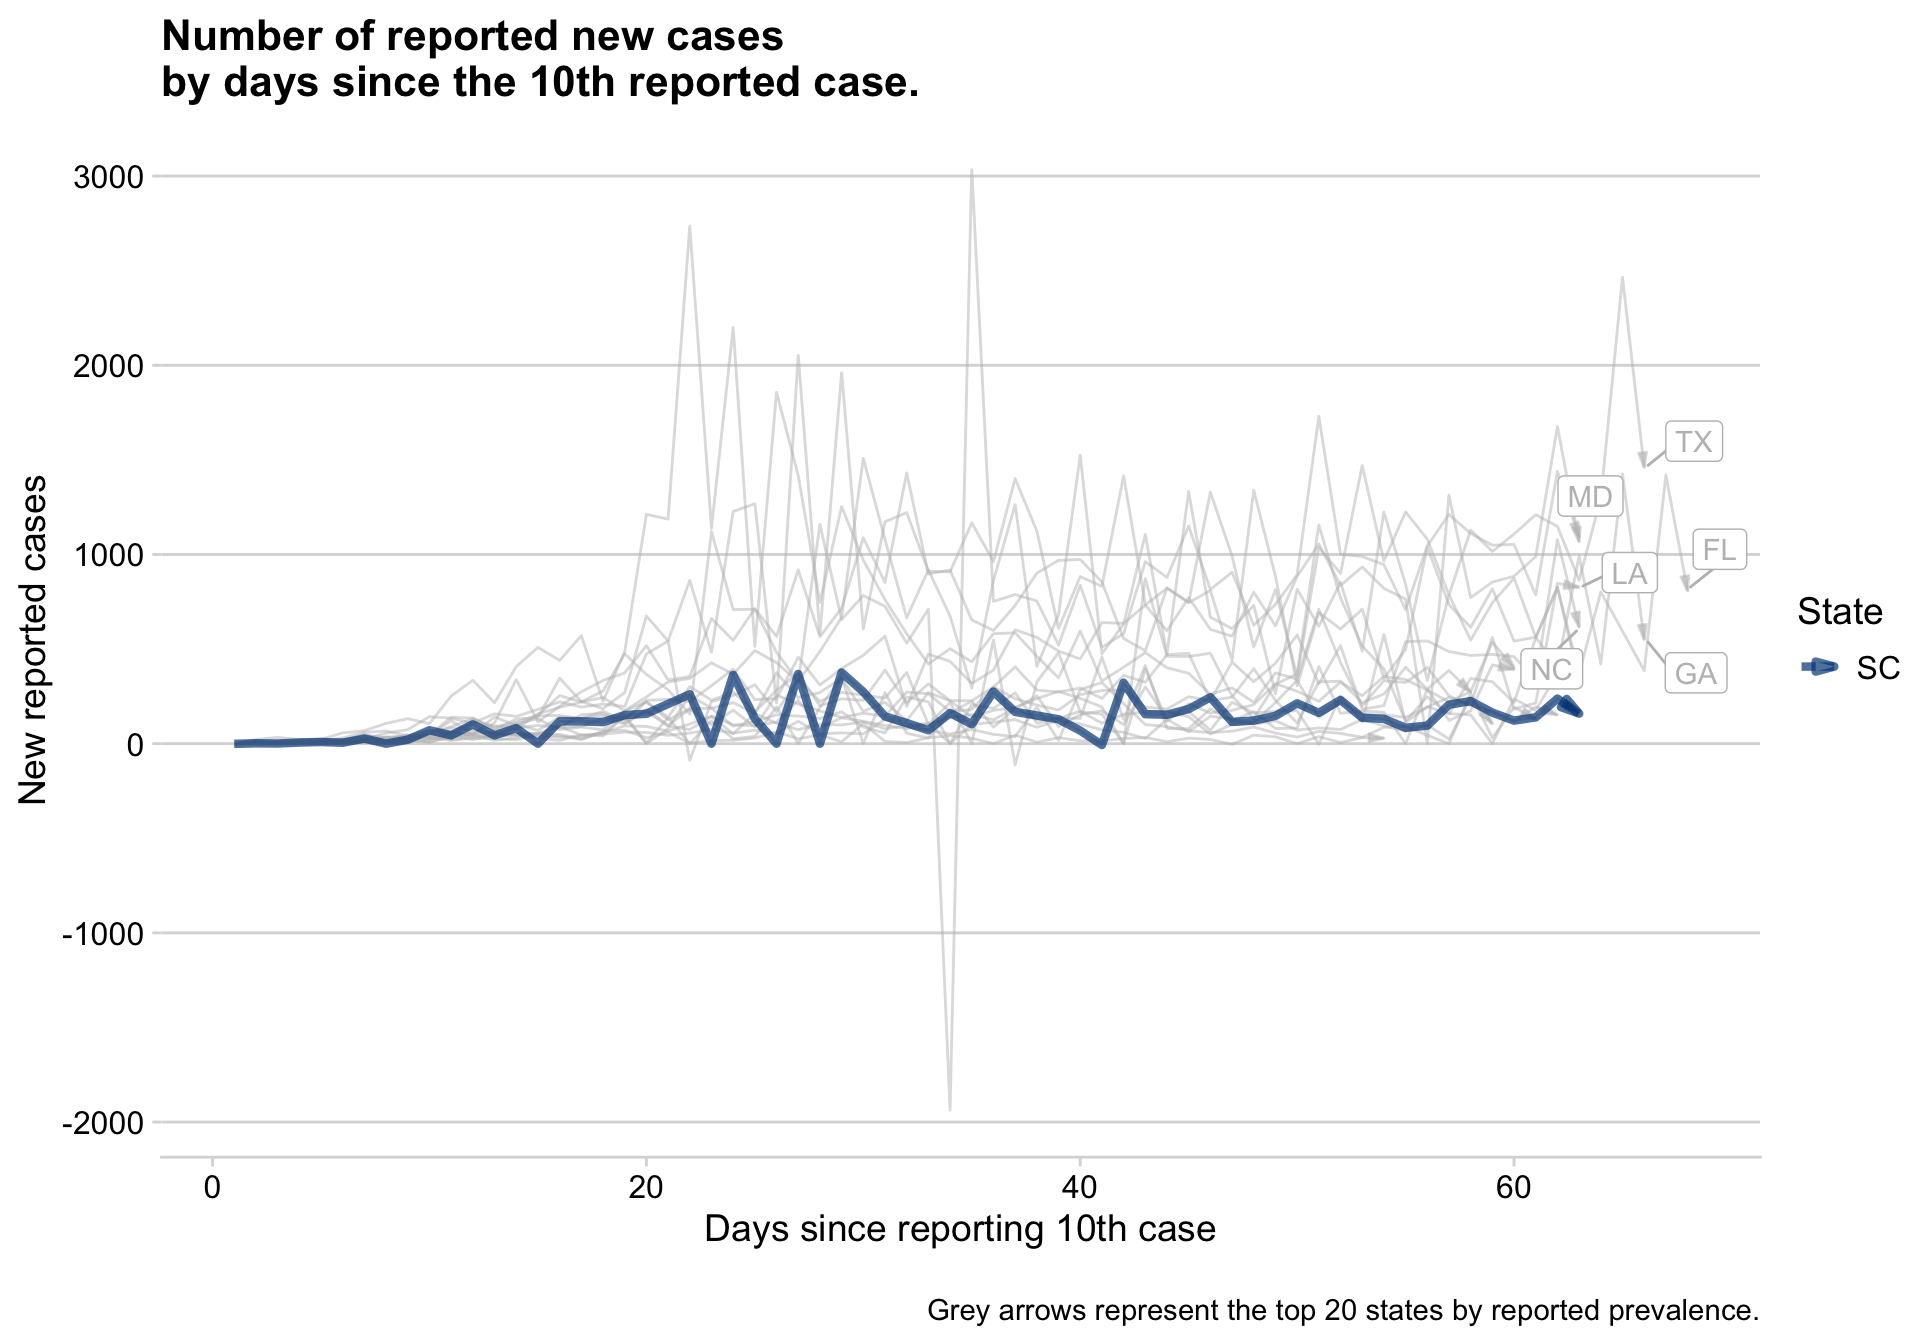 Number of reported new cases
by days since the 10th reported case.
New reported cases
3000
2000
1000
0
-1000
-2000
TX
MD
FL
LA
NC
GA
State
SC
0
20
40
60
Days since reporting 10th case
Grey arrows represent the top 20 states by reported prevalence.